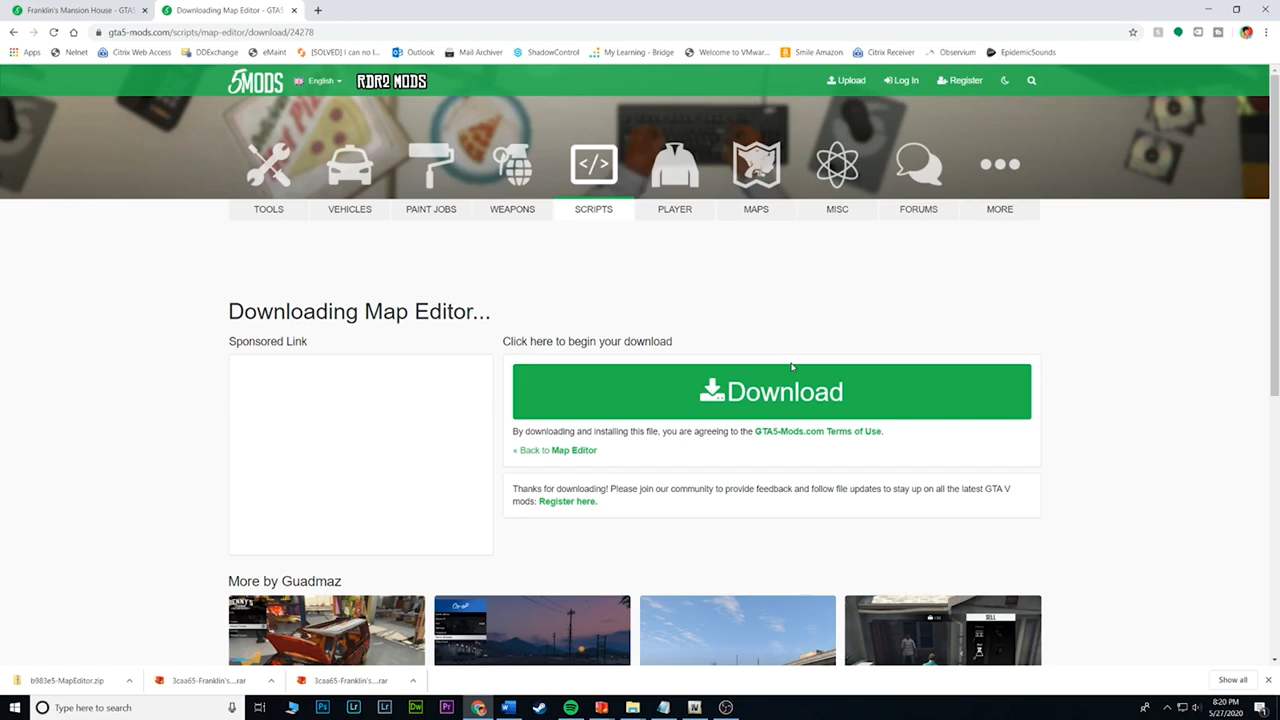 Franklin's Mansion House - GTA5
Downloading Map Editor - GTA5
gta5-mods.com/scripts/map-editor/download/24278
Apps
Nelnet
Citrix Web Access
DDExchange
eMaint
[SOLVED] I can no l...
Outlook
Mail Archiver
ShadowControl
My Learning - Bridge
Welcome to VMwar...
Smile Amazon
Citrix Receiver
Observium
EpidemicSounds
5MODS
English
RDR2 MODS
Upload
Log In
Register
TOOLS
VEHICLES
PAINT JOBS
WEAPONS
SCRIPTS
PLAYER
MAPS
MISC
FORUMS
MORE
Downloading Map Editor...
Sponsored Link
Click here to begin your download
Download
By downloading and installing this file, you are agreeing to the GTA5-Mods.com Terms of Use.
« Back to Map Editor
Thanks for downloading! Please join our community to provide feedback and follow file updates to stay up on all the latest GTA V
mods: Register here.
More by Guadmaz
SELL
b983e5-MapEditor.zip
3caa65-Franklin's....rar
3caa65-Franklin's....rar
Show all
Type here to search
8:20 PM
5/27/2020